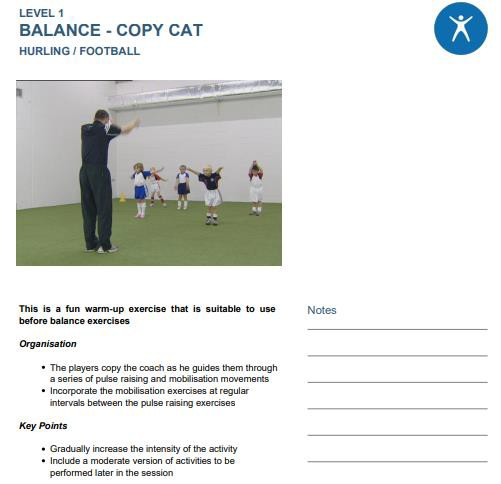 LEVEL 1
BALANCE - COPY CAT
HURLING / FOOTBALL
This is a fun warm-up exercise that is suitable to use
before balance exercises
Organisation
• The players copy the coach as he guides them through
a series of pulse raising and mobilisation movements
• Incorporate the mobilisation exercises at regular
intervals between the pulse raising exercises
Key Points
• Gradually increase the intensity of the activity
• Include a moderate version of activities to be
performed later in the session
Notes